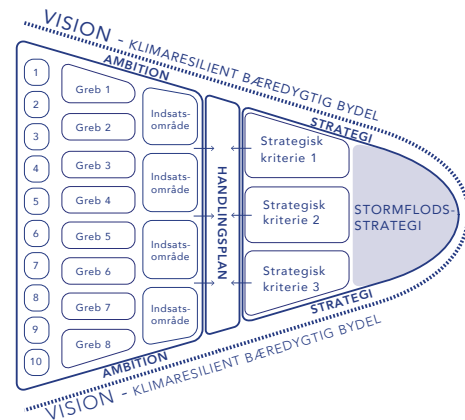 VISION - KLIMARESILIENT BÆREDYGTIG BYDEL
AMBITION
STRATEGI
1
2
3
4
5
6
7
8
9
10
Greb 1
Greb 2
Greb 3
Greb 4
Greb 5
Greb 6
Greb 7
Greb 8
Indsats-
område
Indsats-
område
Indsats-
område
Indsats-
område
HANDLINGSPLAN
Strategisk
kriterie 1
Strategisk
kriterie 2
Strategisk
kriterie 3
STORMFLODS-
STRATEGI
STRATEGI
AMBITION
VISION - KLIMARESILIENT BÆREDYGTIG BYDEL